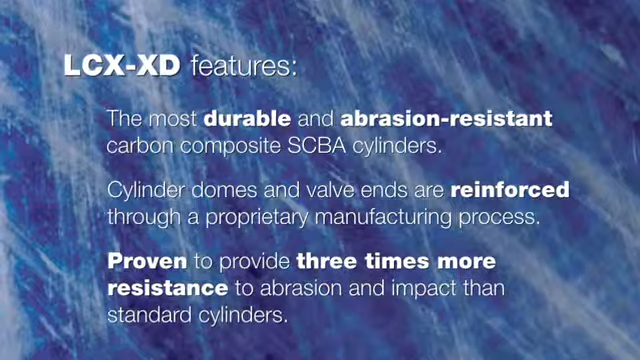 LCX-XD features:
The most durable and abrasion-resistant
carbon composite SCBA cylinders.
Cylinder domes and valve ends are reinforced
through a proprietary manufacturing process.
Proven to provide three times more
resistance to abrasion and impact than
standard cylinders.